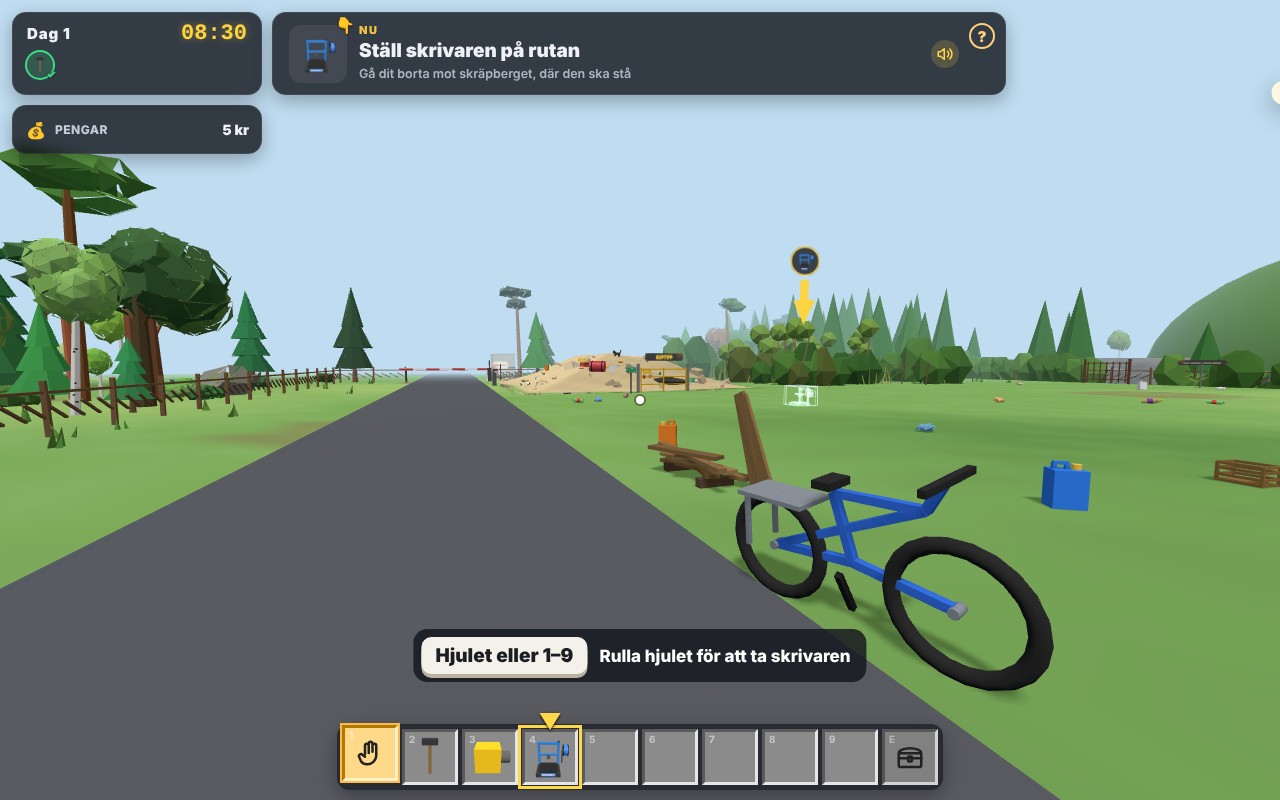 Dag 1
08:30
NU
Ställ skrivaren på rutan
Gå dit borta mot skräpberget, där den ska stå
?
PENGAR
5 kr
Hjulet eller 1–9
Rulla hjulet för att ta skrivaren
1
2
3
4
5
6
7
8
9
E